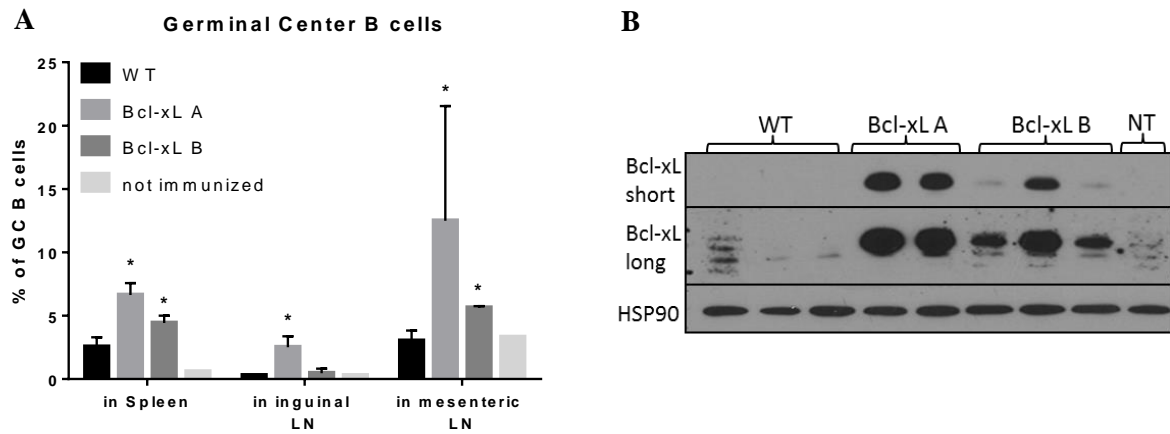 A
Germinal Center B cells
% of GC B cells
25
20
15
10
5
0
WT
Bcl-xL A
Bcl-xL B
not immunized
* *
*
* *
in Spleen
in inguinal
LN
in mesenteric
LN
B
WT Bcl-xL A Bcl-xL B NT
Bcl-xL
short
Bcl-xL
long
HSP90